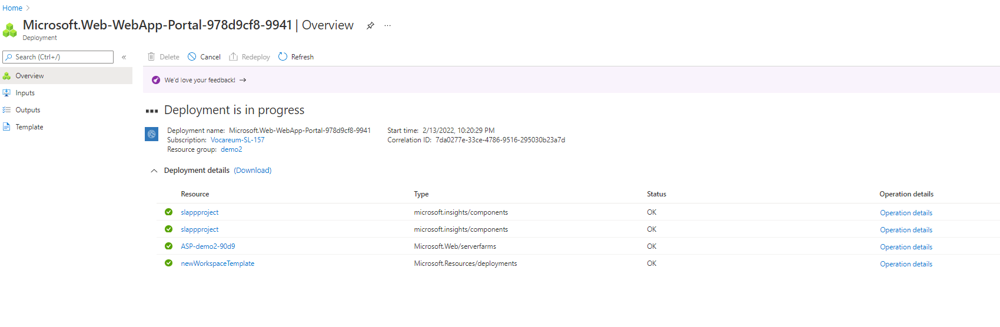 Home
Microsoft.Web-WebApp-Portal-978d9cf8-9941 | Overview
Deployment
Search (Ctrl+/)
Overview
Inputs
Outputs
Template
Delete Cancel Redeploy Refresh
We'd love your feedback! →
Deployment is in progress
Deployment name: Microsoft.Web-WebApp-Portal-978d9cf8-9941 Start time: 2/13/2022, 10:20:29 PM
Subscription: Vocareum-SL-157 Correlation ID: 7da0277e-33ce-4786-9516-295030b23a7d
Resource group: demo2
Deployment details (Download)
Resource Type Status Operation details
slappproject microsoft.insights/components OK Operation details
slappproject microsoft.insights/components OK Operation details
ASP-demo2-90d9 Microsoft.Web/serverfarms OK Operation details
newWorkspaceTemplate Microsoft.Resources/deployments OK Operation details